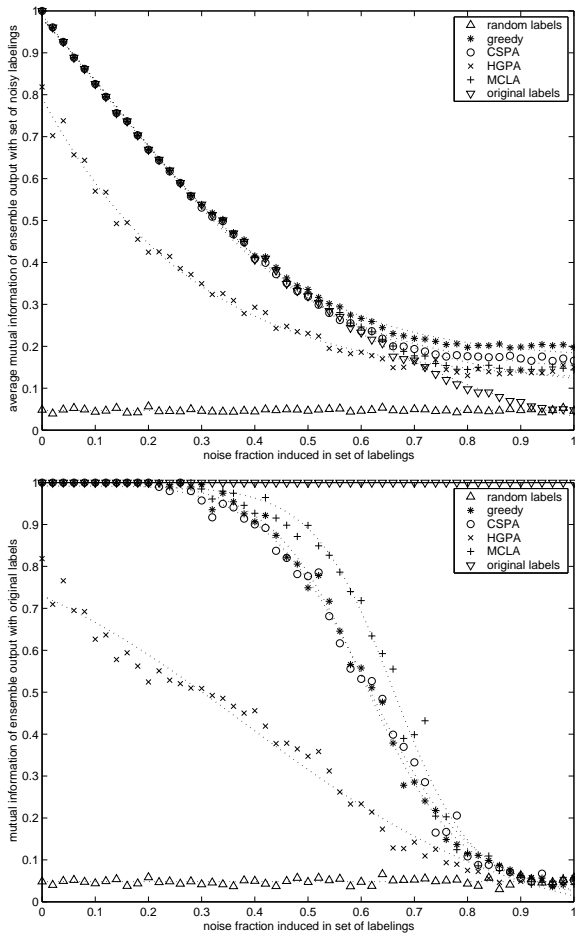 average mutual information of ensemble output with set of noisy labelings
1
0.9
0.8
0.7
0.6
0.5
0.4
0.3
0.2
0.1
0
random labels
greedy
CSPA
HGPA
MCLA
original labels
0 0.1 0.2 0.3 0.4 0.5 0.6 0.7 0.8 0.9 1
noise fraction induced in set of labelings
mutual information of ensemble output with original labels
1
0.9
0.8
0.7
0.6
0.5
0.4
0.3
0.2
0.1
0
random labels
greedy
CSPA
HGPA
MCLA
original labels
0 0.1 0.2 0.3 0.4 0.5 0.6 0.7 0.8 0.9 1
noise fraction induced in set of labelings